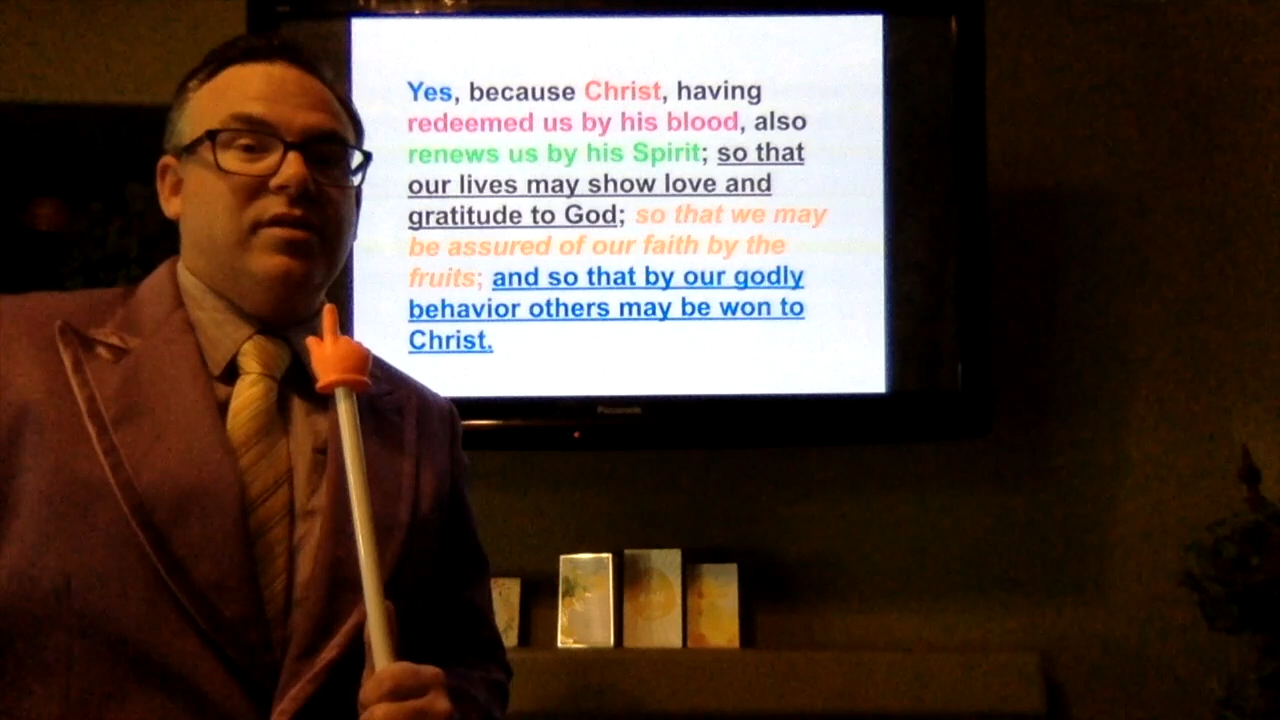 Yes, because Christ, having
redeemed us by his blood, also
renews us by his Spirit; so that
our lives may show love and
gratitude to God; so that we may
be assured of our faith by the
fruits; and so that by our godly
behavior others may be won to
Christ.
Panasonic